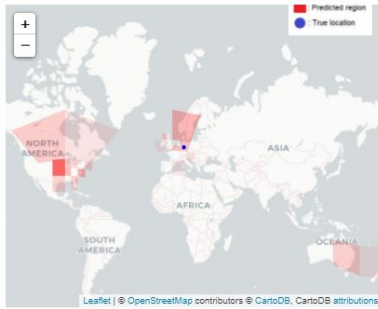 Predicted region
: True location
+
−
NORTH
AMERICA
ASIA
AFRICA
SOUTH
AMERICA
OCEANIA
Leaflet | © OpenStreetMap contributors © CartoDB, CartoDB attributions